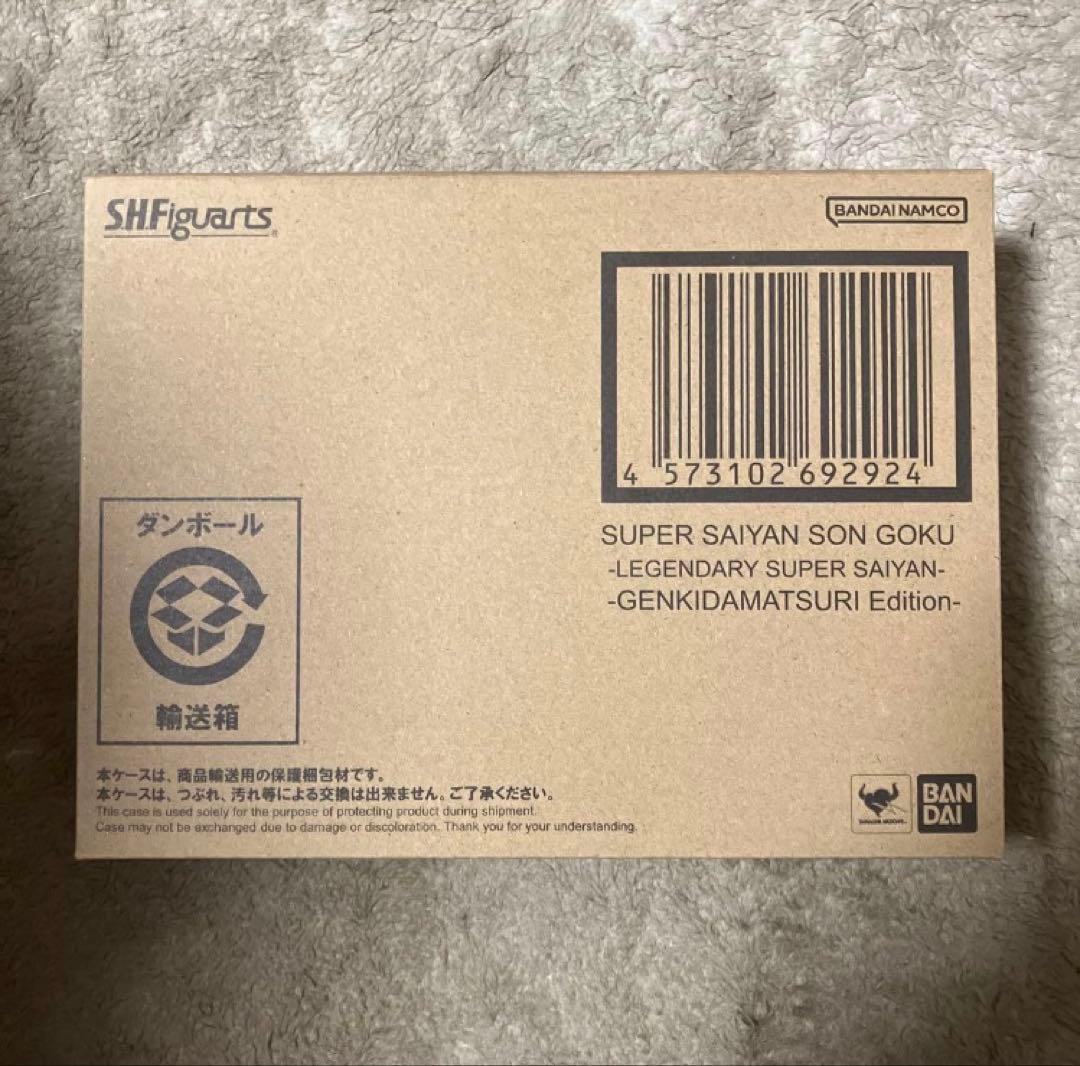 S.H.Figuarts
BANDAI NAMCO
4 573102 692924
SUPER SAIYAN SON GOKU
-LEGENDARY SUPER SAIYAN-
-GENKIDAMATSURI Edition-
ダンボール
輸送箱
本ケースは、商品輸送用の保護梱包材です。
本ケースは、つぶれ、汚れ等による交換は出来ません。ご了承ください。
This case is used solely for the purpose of protecting product during shipment.
Case may not be exchanged due to damage or discoloration. Thank you for your understanding.
BAN
DAI